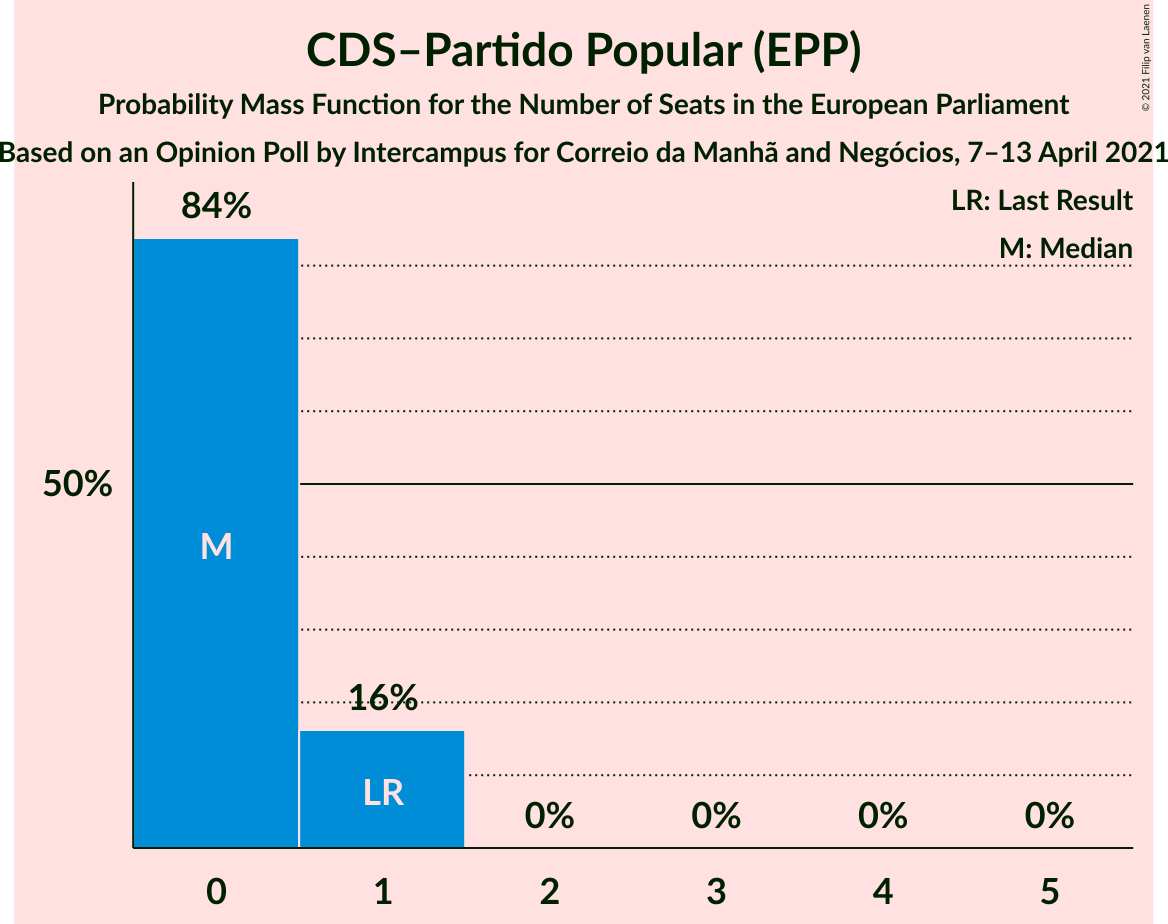 CDS–Partido Popular (EPP)
Probability Mass Function for the Number of Seats in the European Parliament
Based on an Opinion Poll by Intercampus for Correio da Manhã and Negócios, 7–13 April 2021
© 2021 Filip van Laenen
LR: Last Result
M: Median
84%
50%
M
16%
LR
0%
0%
0%
0%
0 1 2 3 4 5